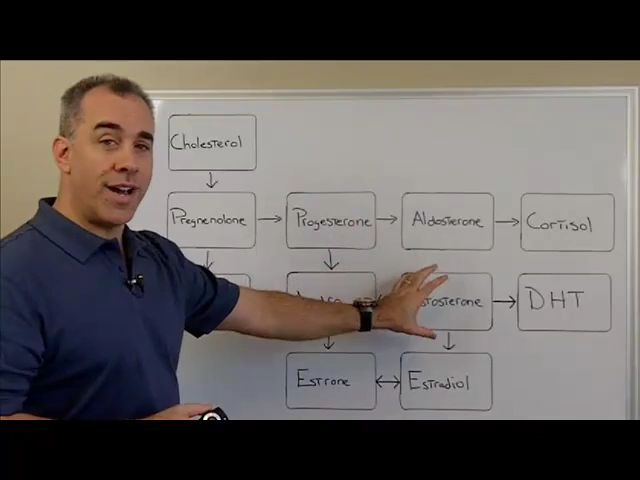 Cholesterol
Pregnenolone
Progesterone
Aldosterone
Cortisol
DHT
Estrone
Estradiol